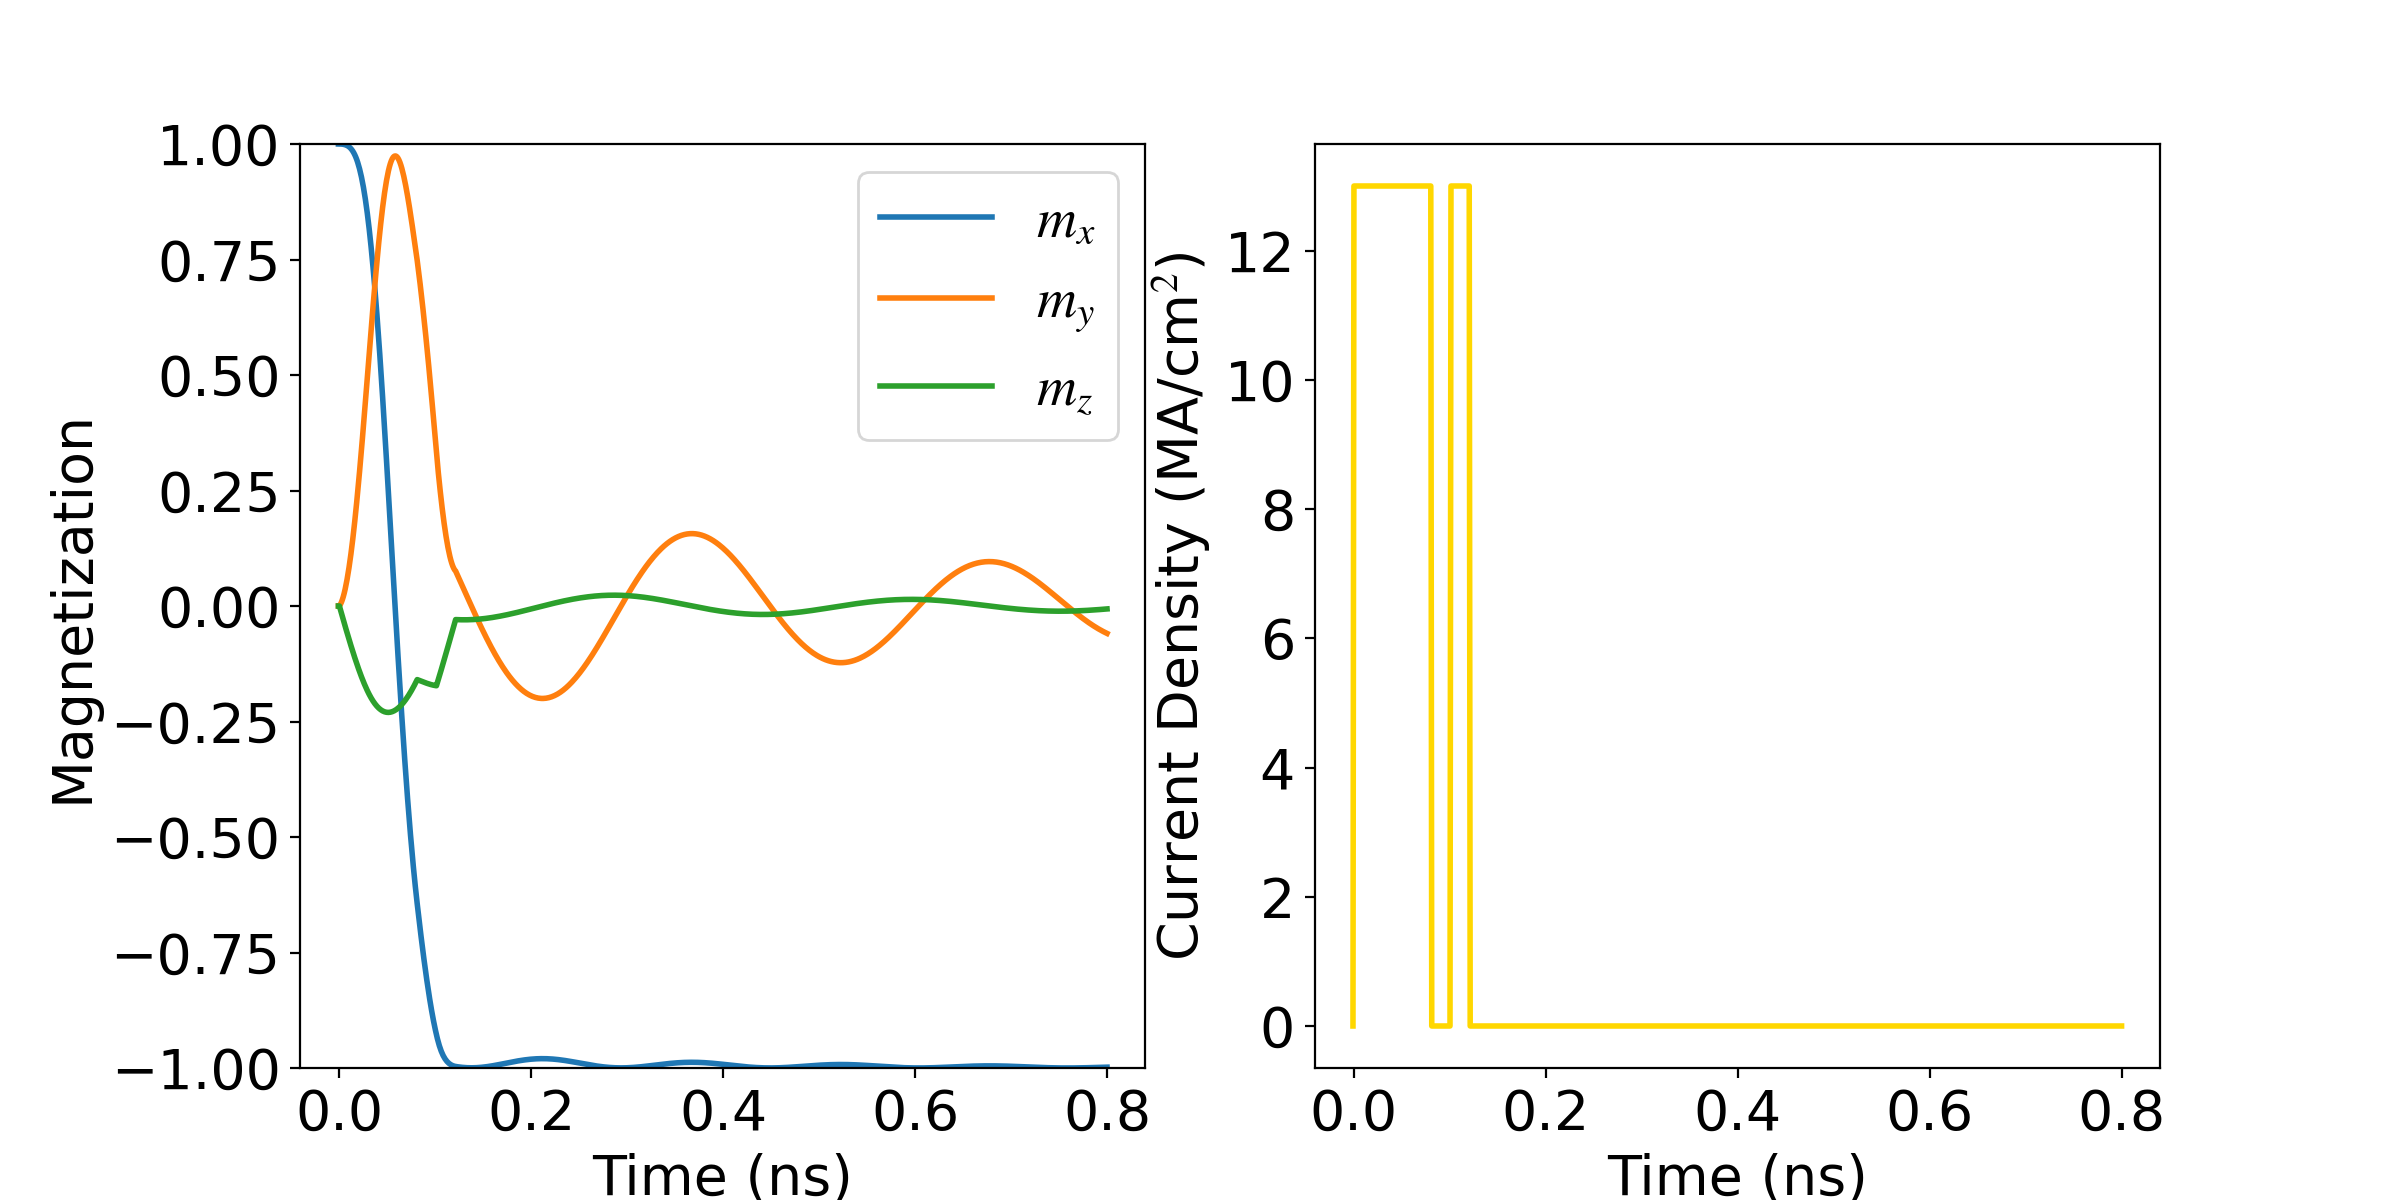 1.00
0.75
0.50
0.25
0.00
−0.25
−0.50
−0.75
−1.00
Magnetization
0.0 0.2 0.4 0.6 0.8
Time (ns)
m_x
m_y
m_z
12
10
8
6
4
2
0
Current Density (MA/cm²)
0.0 0.2 0.4 0.6 0.8
Time (ns)